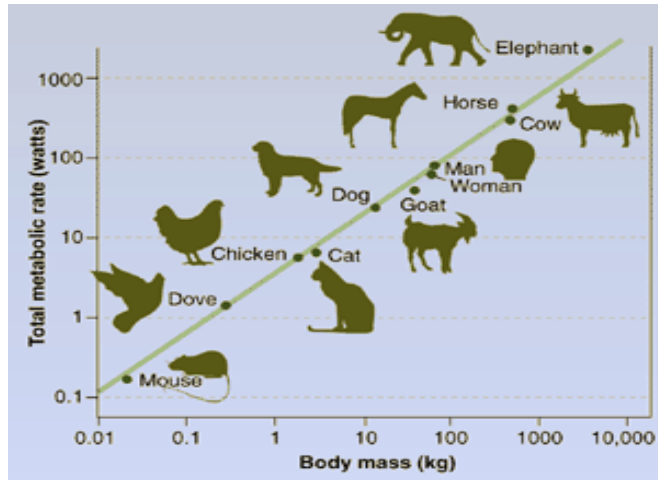 Total metabolic rate (watts)
1000
100
10
1
0.1
Elephant
Horse
Cow
Man
Woman
Dog
Goat
Chicken
Cat
Dove
Mouse
0.01
0.1
1
10
100
1000
10,000
Body mass (kg)